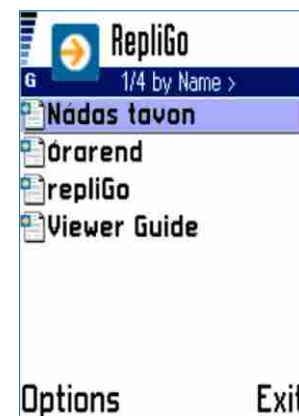 RepliGo
G 1/4 by Name >
Nádas tavon
órarend
repliGo
Viewer Guide
Options Exit